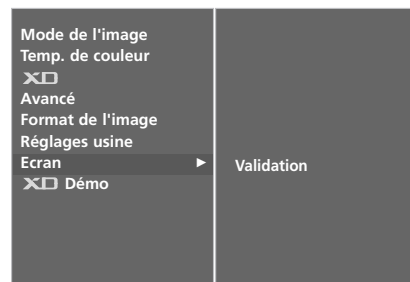 Mode de l'image
Temp. de couleur
XD
Avancé
Format de l'image
Réglages usine
Ecran ► Validation
XD Démo